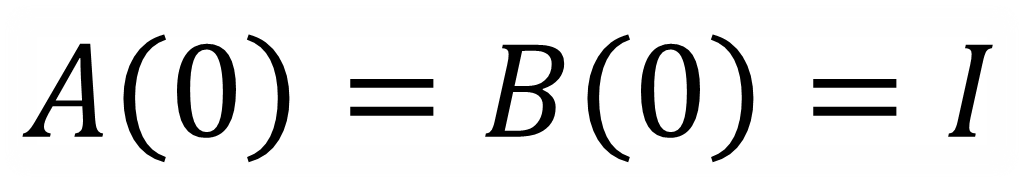 A(0) = B(0) = I